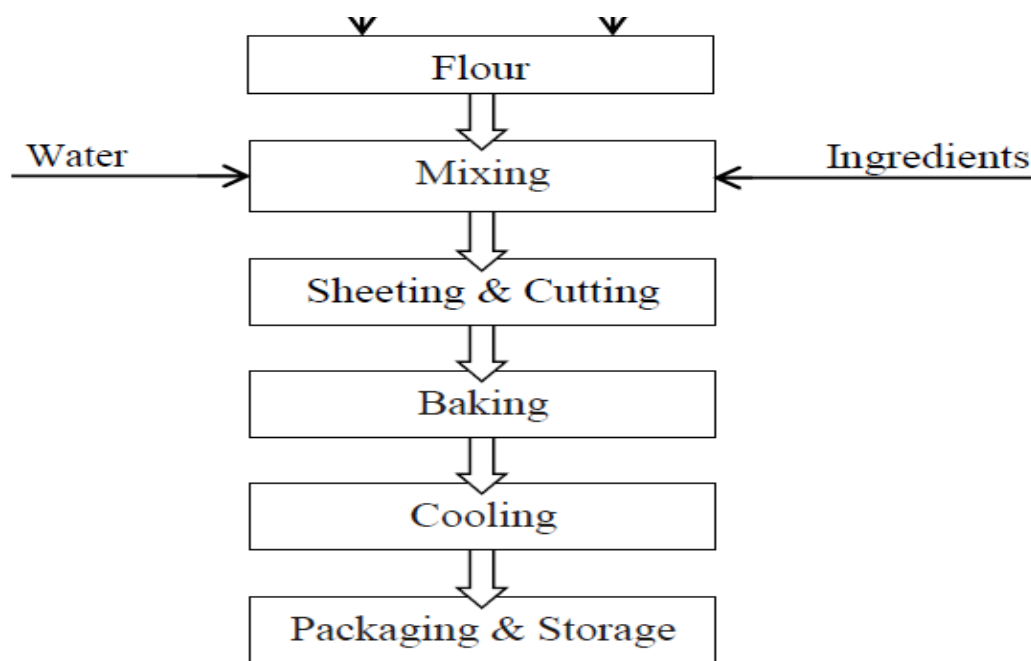 Flour
Water
Mixing
Ingredients
Sheeting & Cutting
Baking
Cooling
Packaging & Storage